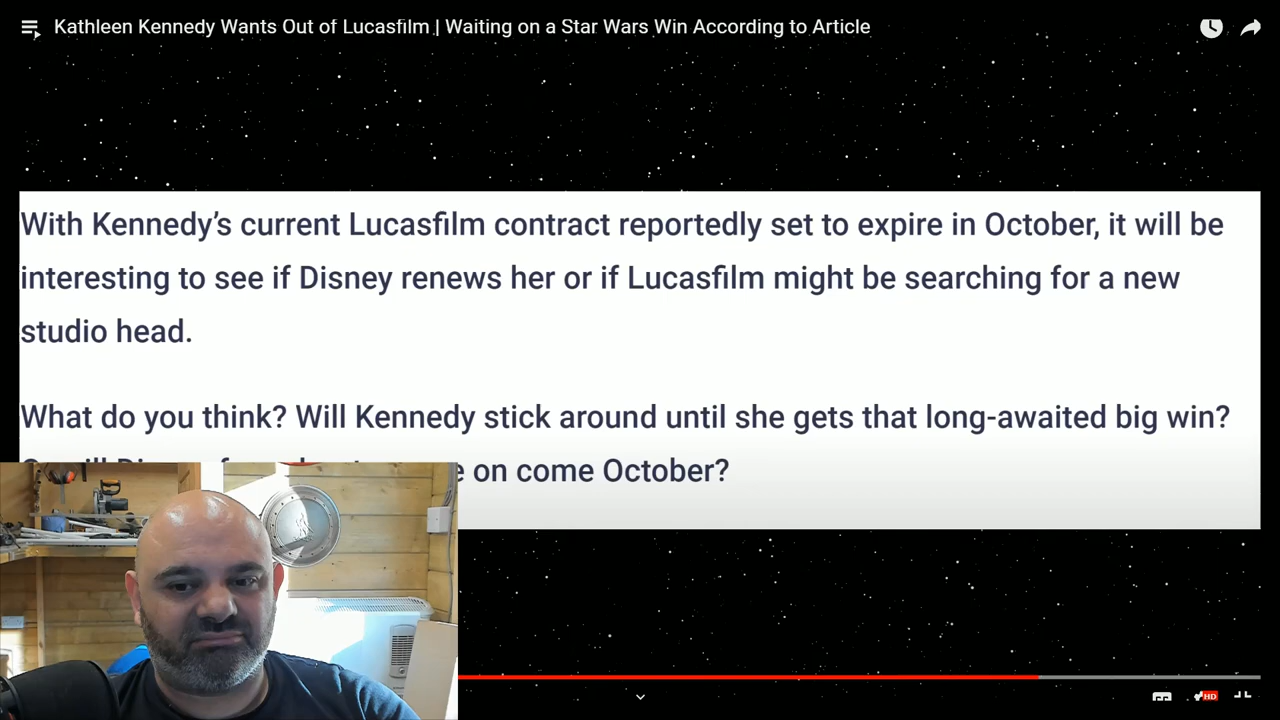 Kathleen Kennedy Wants Out of Lucasfilm | Waiting on a Star Wars Win According to Article
With Kennedy’s current Lucasfilm contract reportedly set to expire in October, it will be
interesting to see if Disney renews her or if Lucasfilm might be searching for a new
studio head.
What do you think? Will Kennedy stick around until she gets that long-awaited big win?
on come October?
HD